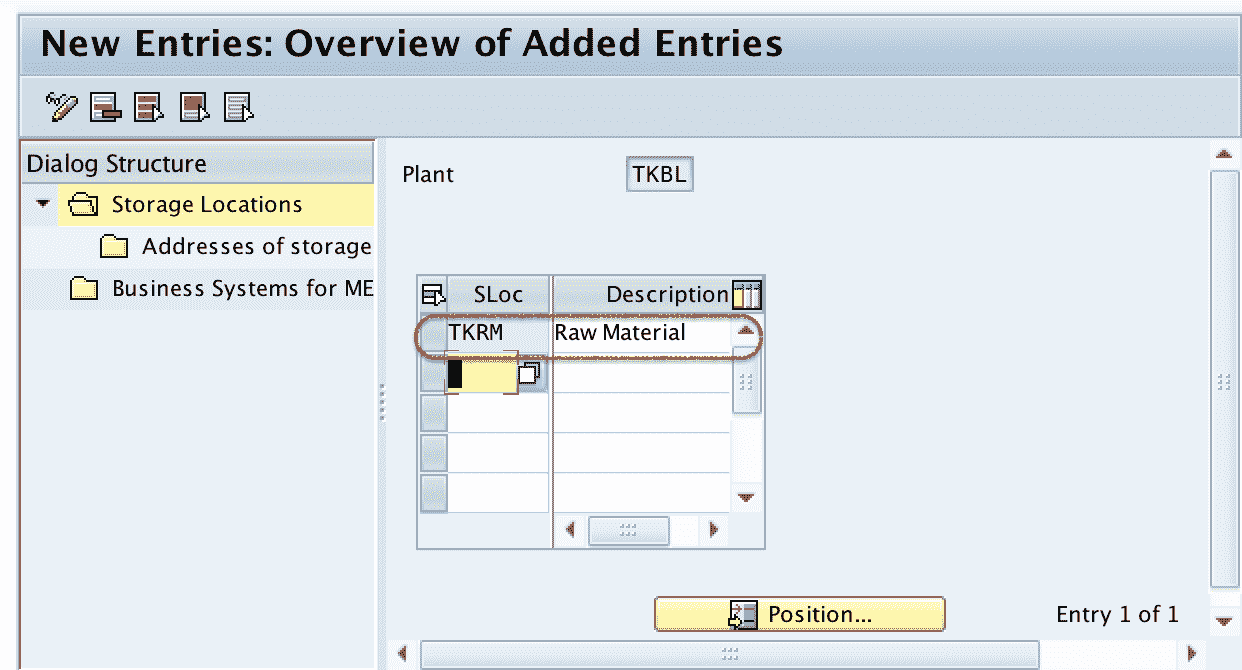 New Entries: Overview of Added Entries
Dialog Structure
Storage Locations
Addresses of storage
Business Systems for ME
Plant TKBL
SLoc Description
TKRM Raw Material
Position... Entry 1 of 1